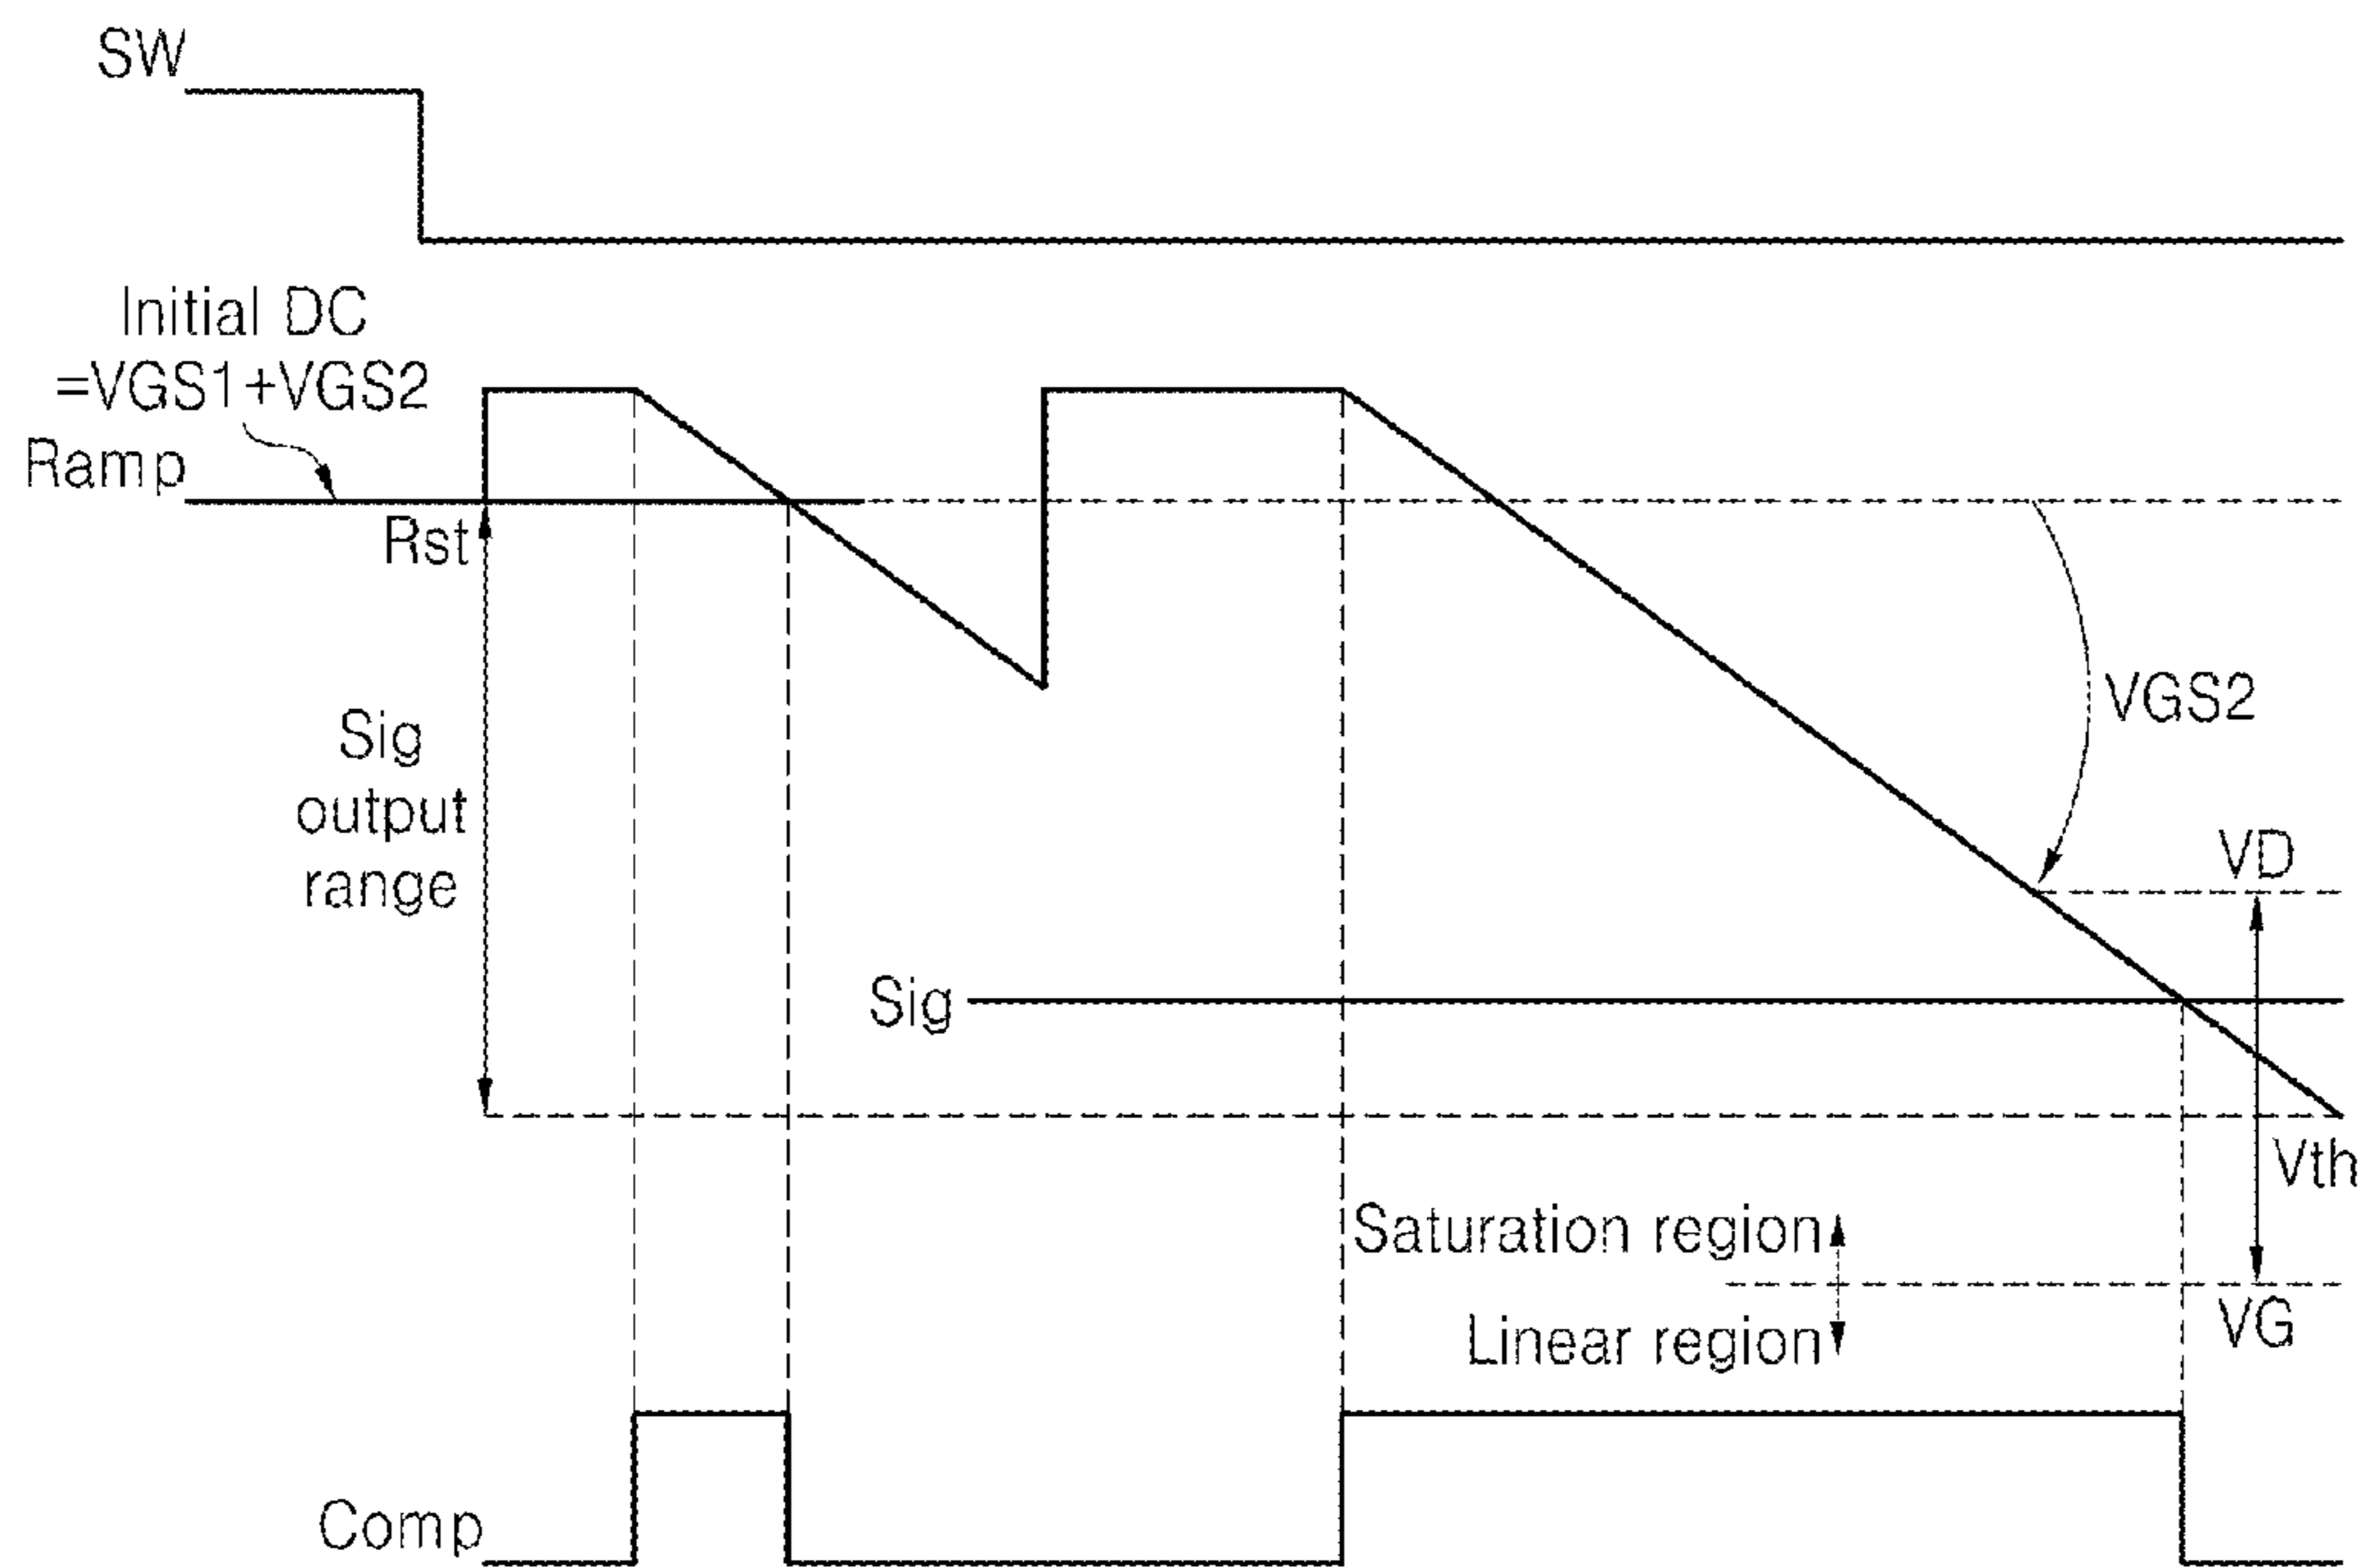 SW
Initial DC
=VGS1+VGS2
Ramp
Rst
Sig
output
range
VGS2
VD
Sig
Vth
Saturation region
Linear region
VG
Comp